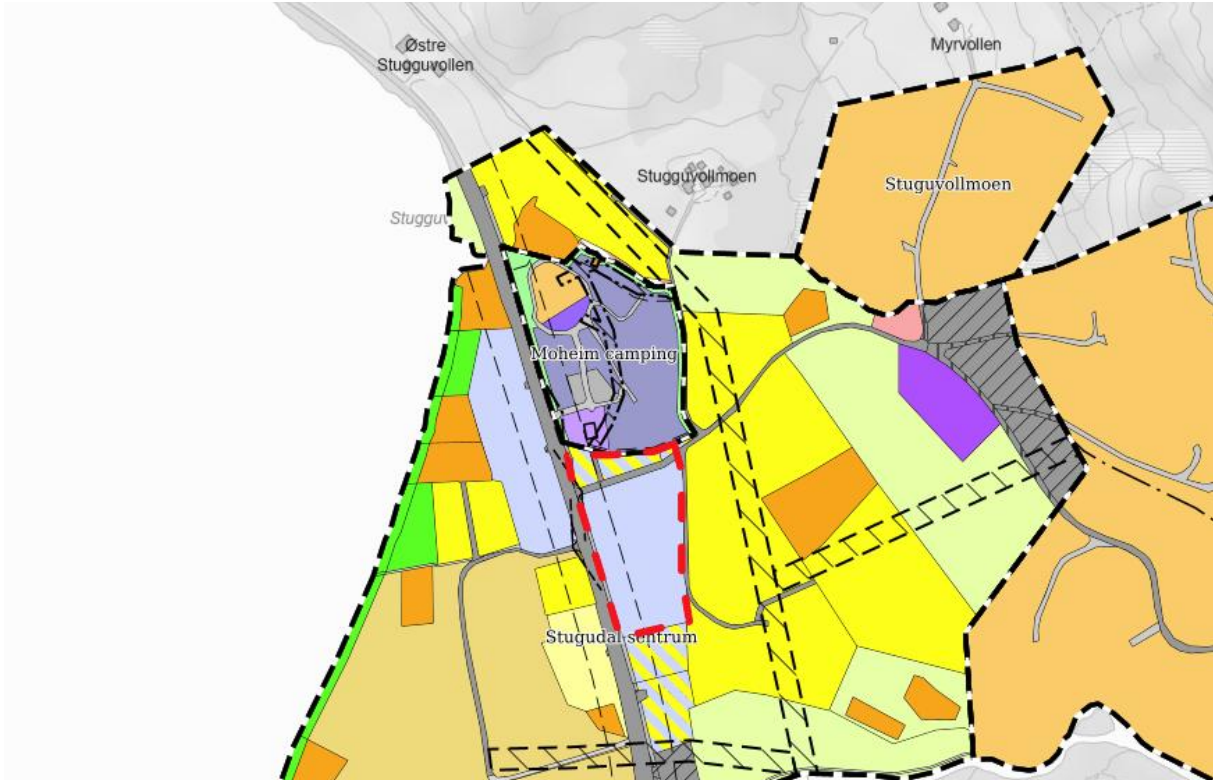 Østre
Stugguvollen
Myrvollen
Stugguvollmoen
Stuguvollmoen
Moheim camping
Stugudal sentrum